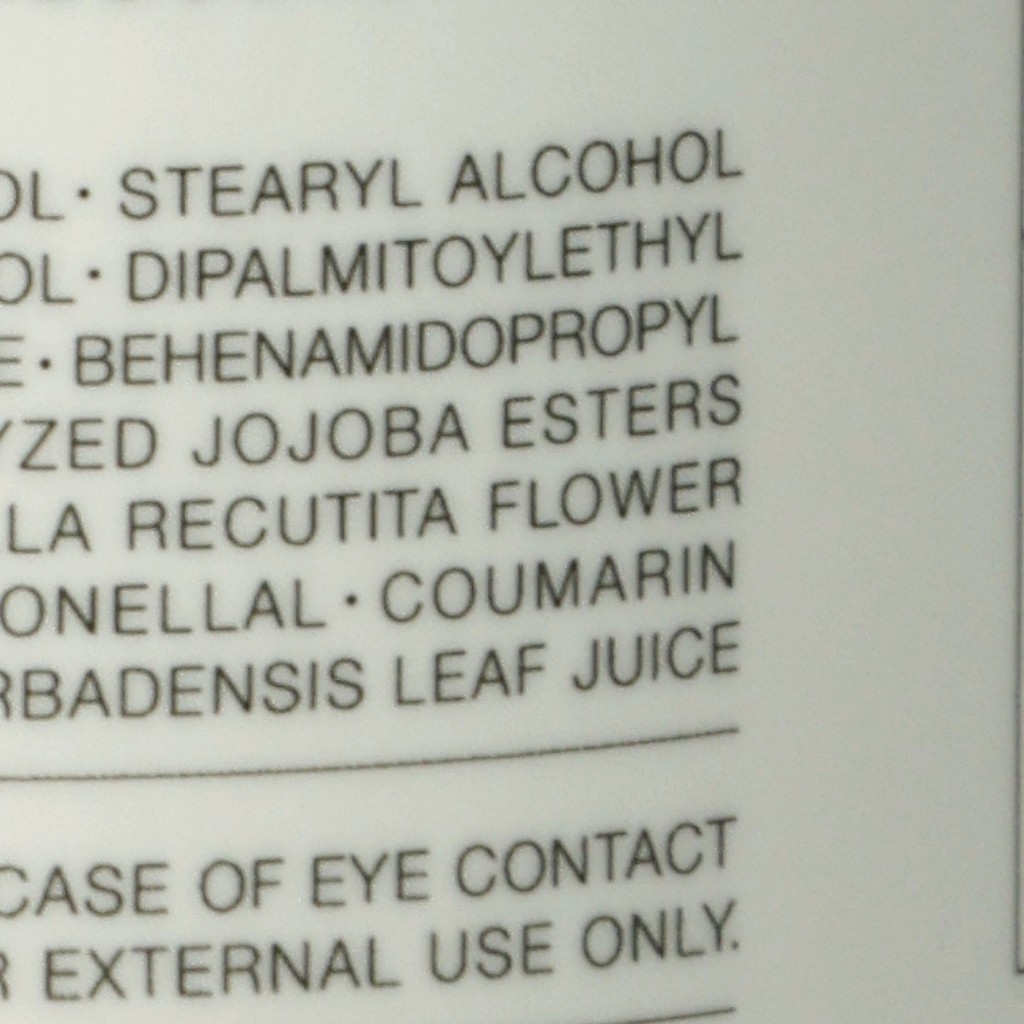 OL · STEARYL ALCOHOL
OL · DIPALMITOYLETHYL
E · BEHENAMIDOPROPYL
YZED JOJOBA ESTERS
LLA RECUTITA FLOWER
ONELLAL · COUMARIN
RBADENSIS LEAF JUICE
CASE OF EYE CONTACT
R EXTERNAL USE ONLY.